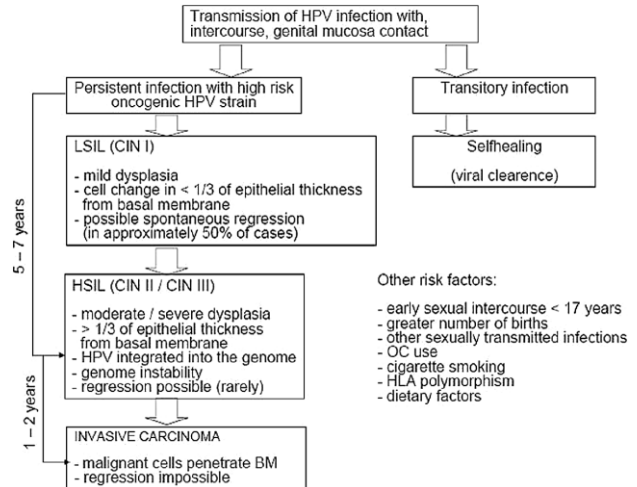 Transmission of HPV infection with,
intercourse, genital mucosa contact
Persistent infection with high risk
oncogenic HPV strain
Transitory infection
LSIL (CIN I)
- mild dysplasia
- cell change in < 1/3 of epithelial thickness
from basal membrane
- possible spontaneous regression
(in approximately 50% of cases)
Selfhealing
(viral clearence)
5 – 7 years
HSIL (CIN II / CIN III)
- moderate / severe dysplasia
- > 1/3 of epithelial thickness
from basal membrane
- HPV integrated into the genome
- genome instability
- regression possible (rarely)
Other risk factors:
- early sexual intercourse < 17 years
- greater number of births
- other sexually transmitted infections
- OC use
- cigarette smoking
- HLA polymorphism
- dietary factors
1 – 2 years
INVASIVE CARCINOMA
- malignant cells penetrate BM
- regression impossible